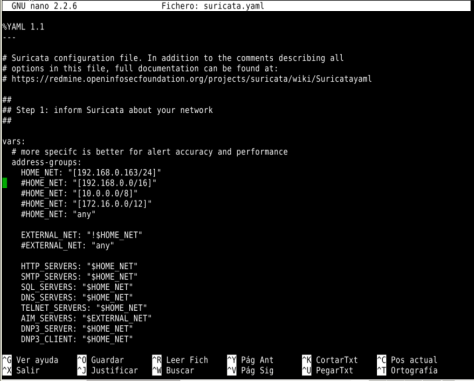 GNU nano 2.2.6 Fichero: suricata.yaml
%YAML 1.1
---
# Suricata configuration file. In addition to the comments describing all
# options in this file, full documentation can be found at:
# https://redmine.openinfosecfoundation.org/projects/suricata/wiki/Suricatayaml
##
## Step 1: inform Suricata about your network
##
vars:
# more specifc is better for alert accuracy and performance
address-groups:
HOME_NET: "[192.168.0.163/24]"
#HOME_NET: "[192.168.0.0/16]"
#HOME_NET: "[10.0.0.0/8]"
#HOME_NET: "[172.16.0.0/12]"
#HOME_NET: "any"
EXTERNAL_NET: "!$HOME_NET"
#EXTERNAL_NET: "any"
HTTP_SERVERS: "$HOME_NET"
SMTP_SERVERS: "$HOME_NET"
SQL_SERVERS: "$HOME_NET"
DNS_SERVERS: "$HOME_NET"
TELNET_SERVERS: "$HOME_NET"
AIM_SERVERS: "$EXTERNAL_NET"
DNP3_SERVER: "$HOME_NET"
DNP3_CLIENT: "$HOME_NET"
^G Ver ayuda ^O Guardar ^R Leer Fich ^Y Pág Ant ^K CortarTxt ^C Pos actual
^X Salir ^J Justificar ^W Buscar ^V Pág Sig ^U PegarTxt ^T Ortografía